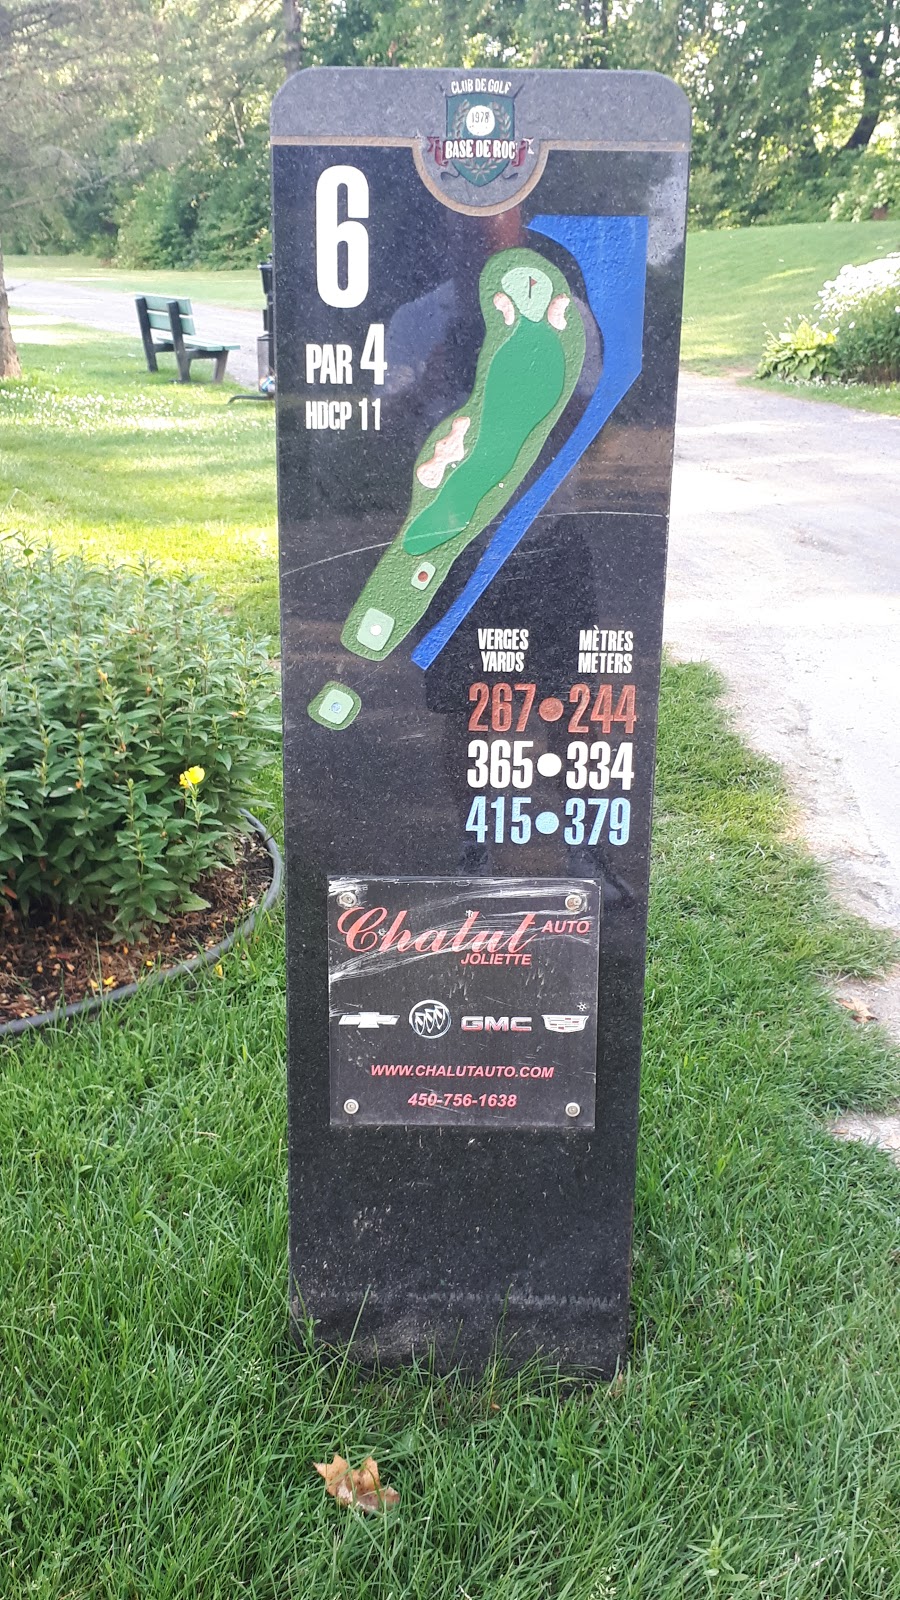 CLUB DE GOLF
1978
BASE DE ROC
6
PAR 4
HDCP 11
VERGES MÈTRES
YARDS METERS
267 • 244
365 • 334
415 • 379
Chalut AUTO
JOLIETTE
GMC
WWW.CHALUTAUTO.COM
450-756-1638